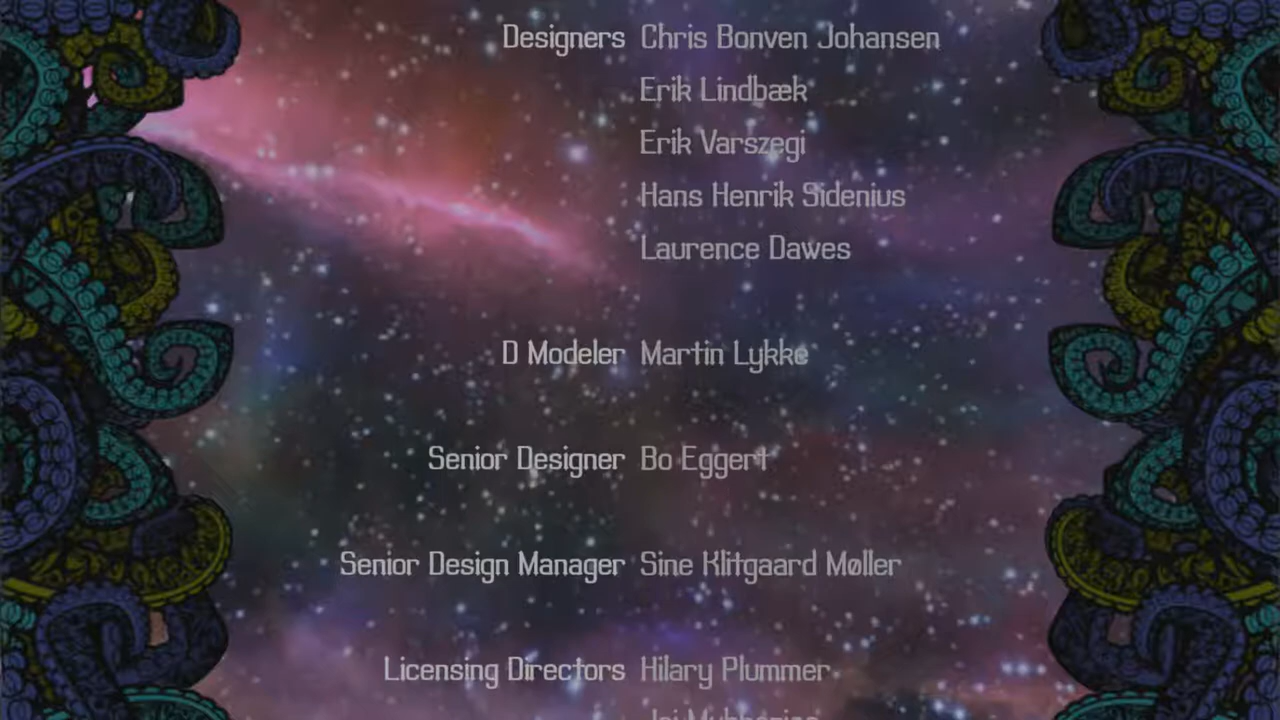 Designers Chris Bonven Johansen
Erik Lindbæk
Erik Varszegi
Hans Henrik Sidenius
Laurence Dawes
D Modeler Martin Lykke
Senior Designer Bo Eggert
Senior Design Manager Sine Klitgaard Møller
Licensing Directors Hilary Plummer